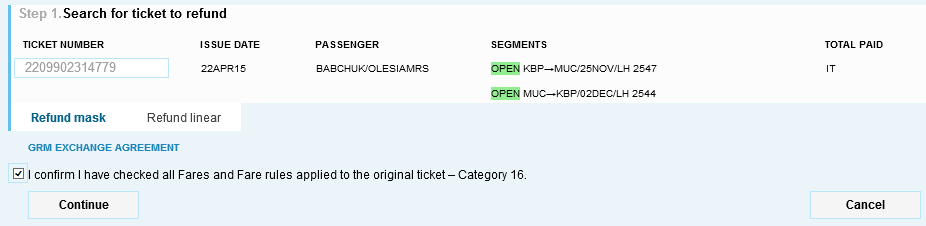 Step 1. Search for ticket to refund
TICKET NUMBER ISSUE DATE PASSENGER SEGMENTS TOTAL PAID
2209902314779 22APR15 BABCHUK/OLESIAMRS OPEN KBP→MUC/25NOV/LH 2547 IT
OPEN MUC→KBP/02DEC/LH 2544
Refund mask Refund linear
GRM EXCHANGE AGREEMENT
I confirm I have checked all Fares and Fare rules applied to the original ticket – Category 16.
Continue Cancel